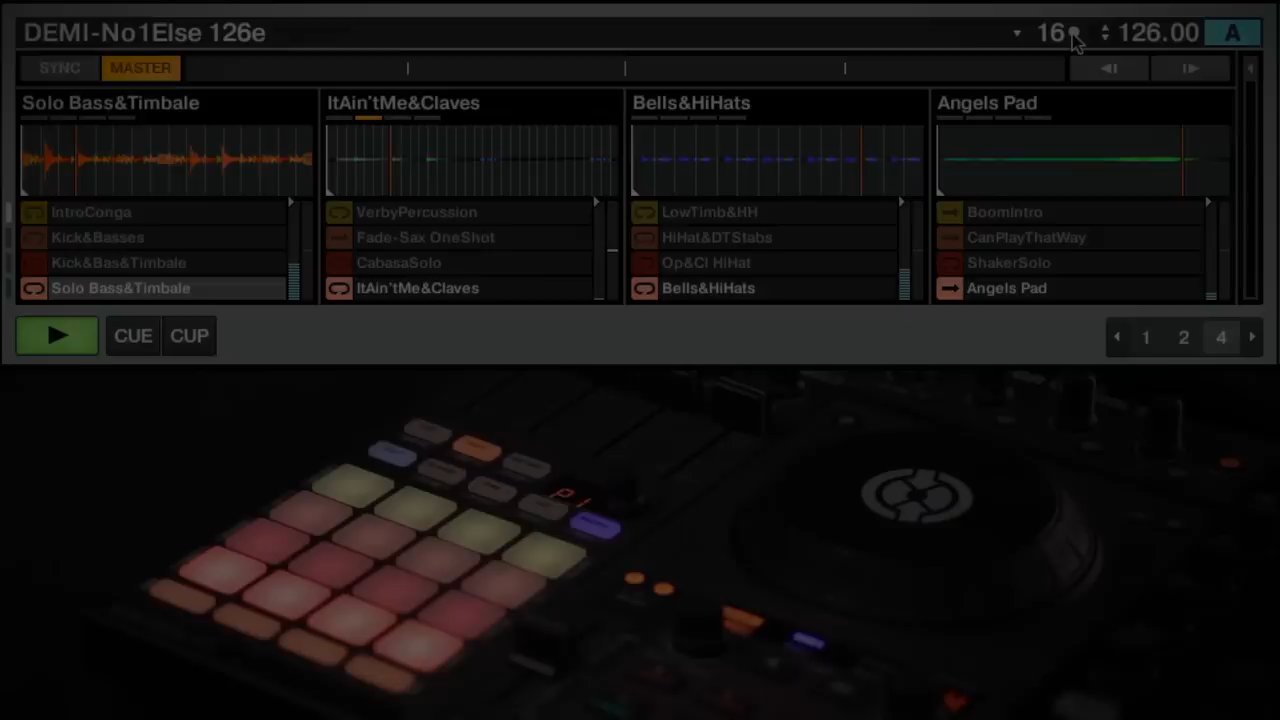 DEMI-No1Else 126e
16
126.00
A
SYNC
MASTER
Solo Bass&Timbale
ItAin'tMe&Claves
Bells&HiHats
Angels Pad
IntroConga
VerbyPercussion
LowTimb&HH
BoomIntro
Kick&Basses
Fade-Sax OneShot
HiHat&DTStabs
CanPlayThatWay
Kick&Bas&Timbale
CabasaSolo
Op&Cl HiHat
ShakerSolo
Solo Bass&Timbale
ItAin'tMe&Claves
Bells&HiHats
Angels Pad
CUE
CUP
1
2
4
P1